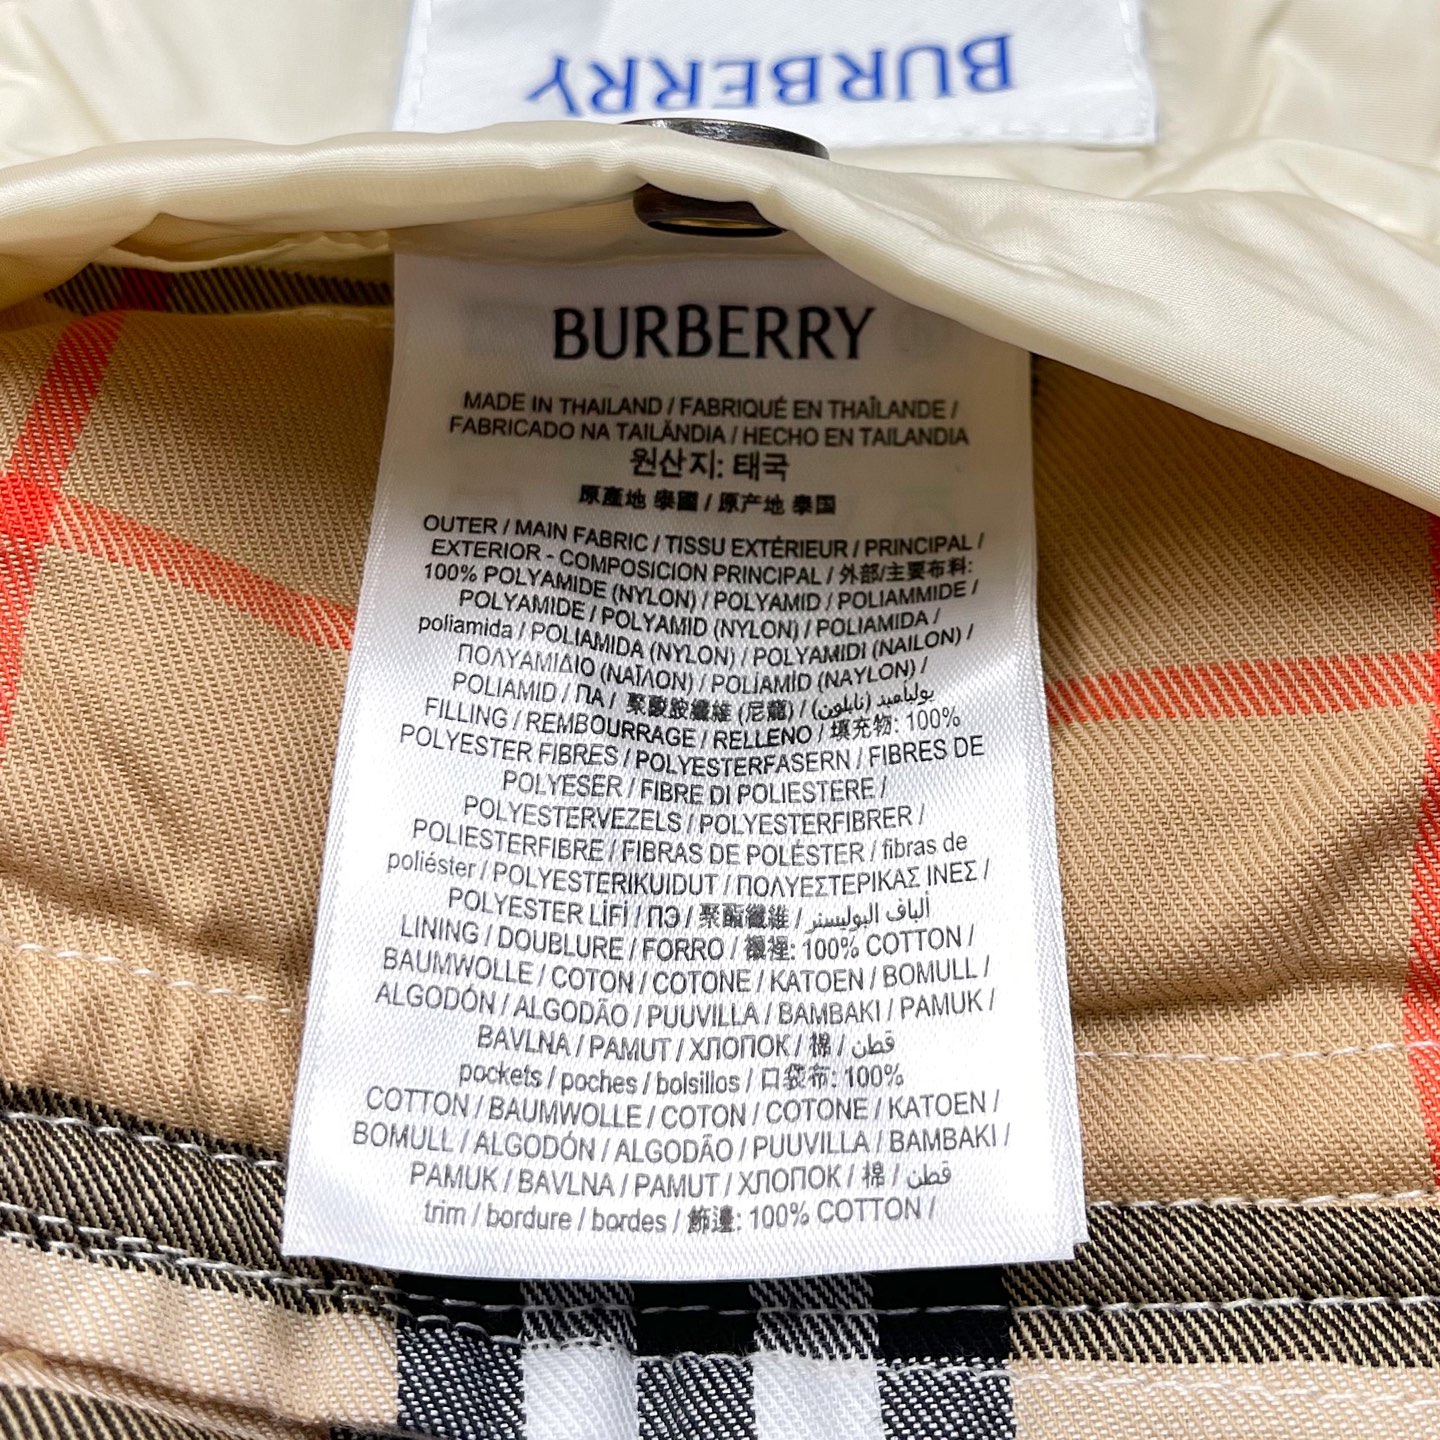 BURBERRY
BURBERRY
MADE IN THAILAND / FABRIQUÉ EN THAÎLANDE /
FABRICADO NA TAILÂNDIA / HECHO EN TAILANDIA
원산지: 태국
原產地 泰國 / 原产地 泰国
OUTER / MAIN FABRIC / TISSU EXTÉRIEUR / PRINCIPAL /
EXTERIOR - COMPOSICION PRINCIPAL / 外部/主要布料:
100% POLYAMIDE (NYLON) / POLYAMID / POLIAMMIDE /
POLYAMIDE / POLYAMID (NYLON) / POLIAMIDA /
poliamida / POLIAMIDA (NYLON) / POLYAMIDI (NAILON) /
ΠΟΛΥΑΜΙΔΙΟ (ΝΑΪΛΟΝ) / POLİAMİD (NAYLON) /
POLIAMID / ПА / 聚酸胺纖維 (尼龍) / بوليأميد (نايلون)
FILLING / REMBOURRAGE / RELLENO / 填充物: 100%
POLYESTER FIBRES / POLYESTERFASERN / FIBRES DE
POLYESER / FIBRE DI POLIESTERE /
POLYESTERVEZELS / POLYESTERFIBRER /
POLIESTERFIBRE / FIBRAS DE POLÉSTER / fibras de
poliéster / POLYESTERIKUIDUT / ΠΟΛΥΕΣΤΕΡΙΚΑΣ ΙΝΕΣ /
POLYESTER LİFİ / ПЭ / 聚酯纖維 / ألياف البوليستر
LINING / DOUBLURE / FORRO / 襯裡: 100% COTTON /
BAUMWOLLE / COTON / COTONE / KATOEN / BOMULL /
ALGODÓN / ALGODÃO / PUUVILLA / BAMBAKI / PAMUK /
BAVLNA / PAMUT / ХЛОПОК / 棉 / قطن
pockets / poches / bolsillos / 口袋布: 100%
COTTON / BAUMWOLLE / COTON / COTONE / KATOEN /
BOMULL / ALGODÓN / ALGODÃO / PUUVILLA / BAMBAKI /
PAMUK / BAVLNA / PAMUT / ХЛОПОК / 棉 / قطن
trim / bordure / bordes / 飾邊: 100% COTTON /